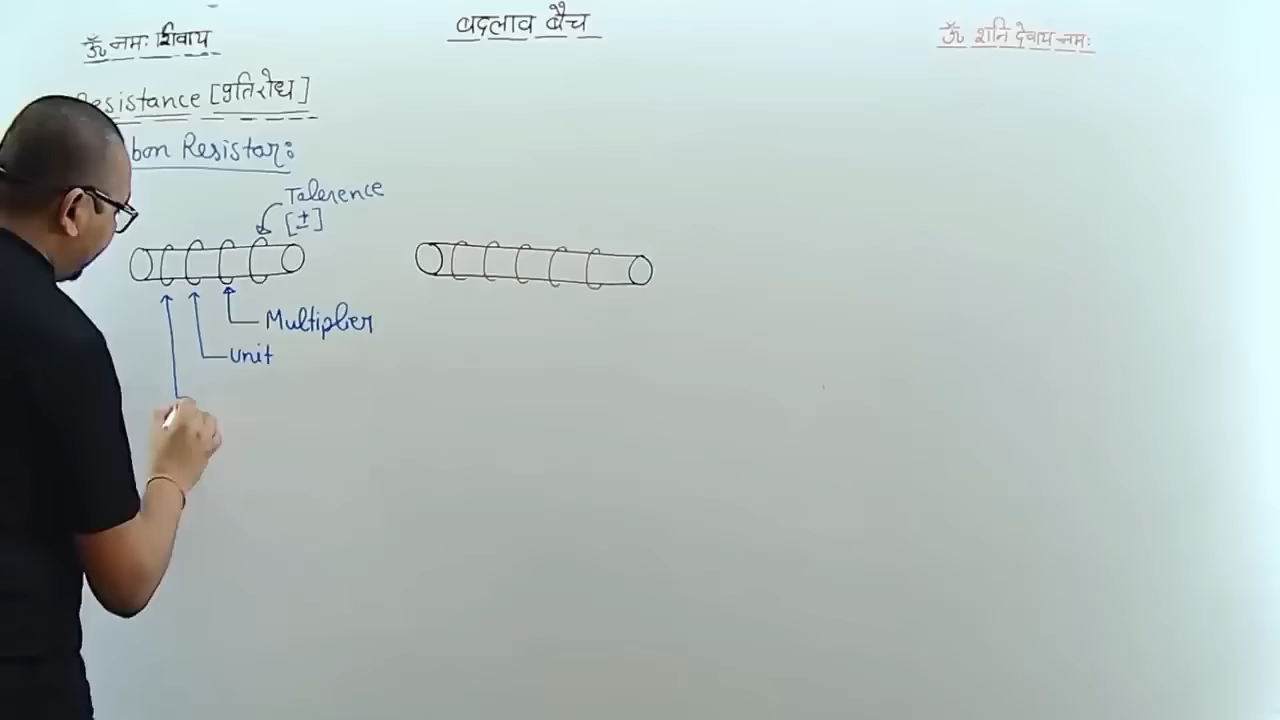 ॐ नमः शिवाय
बदलाव बैच
ॐ शनि देवाय नमः
esistance [प्रतिरोध]
bon Resistar:
Talerence
[±]
Multiplier
unit